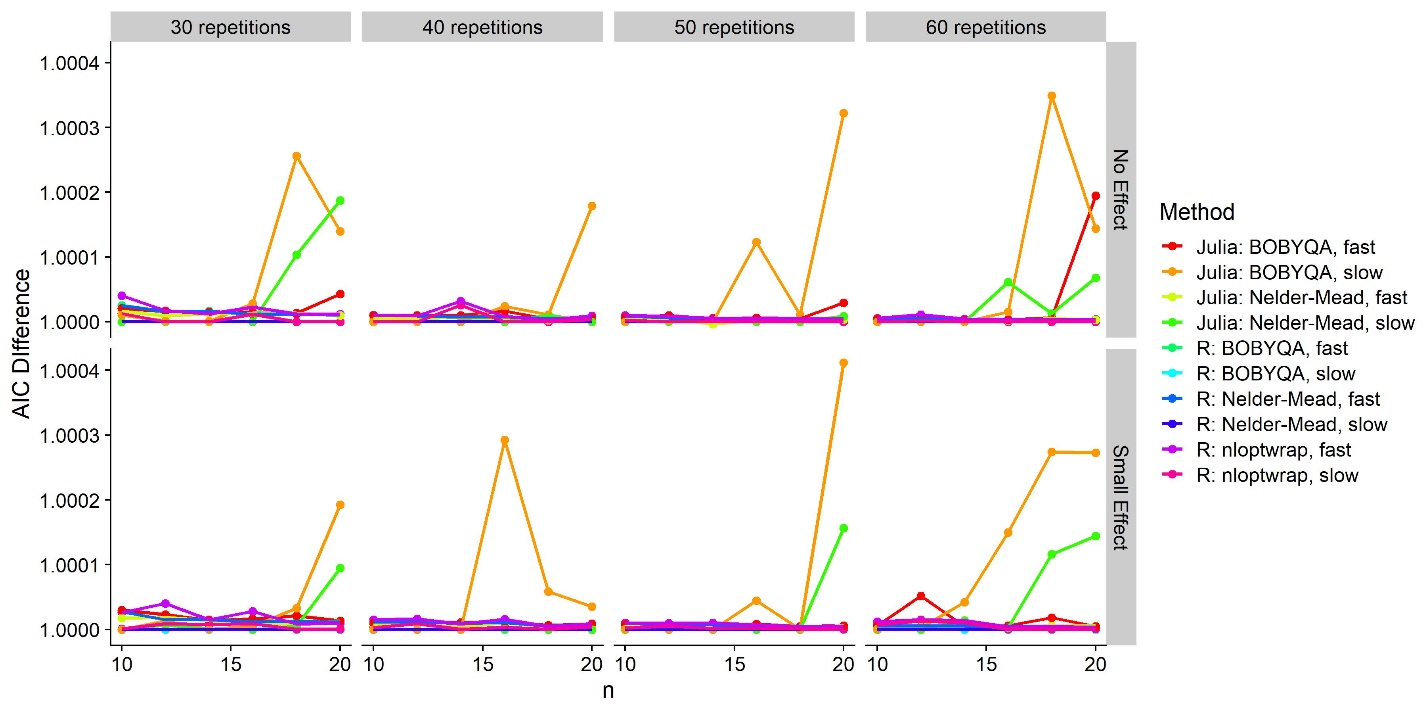 30 repetitions
40 repetitions
50 repetitions
60 repetitions
1.0004
1.0003
1.0002
1.0001
1.0000
No Effect
1.0004
1.0003
1.0002
1.0001
1.0000
Small Effect
AIC DIfference
10
15
20
10
15
20
10
15
20
10
15
20
n
Method
Julia: BOBYQA, fast
Julia: BOBYQA, slow
Julia: Nelder-Mead, fast
Julia: Nelder-Mead, slow
R: BOBYQA, fast
R: BOBYQA, slow
R: Nelder-Mead, fast
R: Nelder-Mead, slow
R: nloptwrap, fast
R: nloptwrap, slow